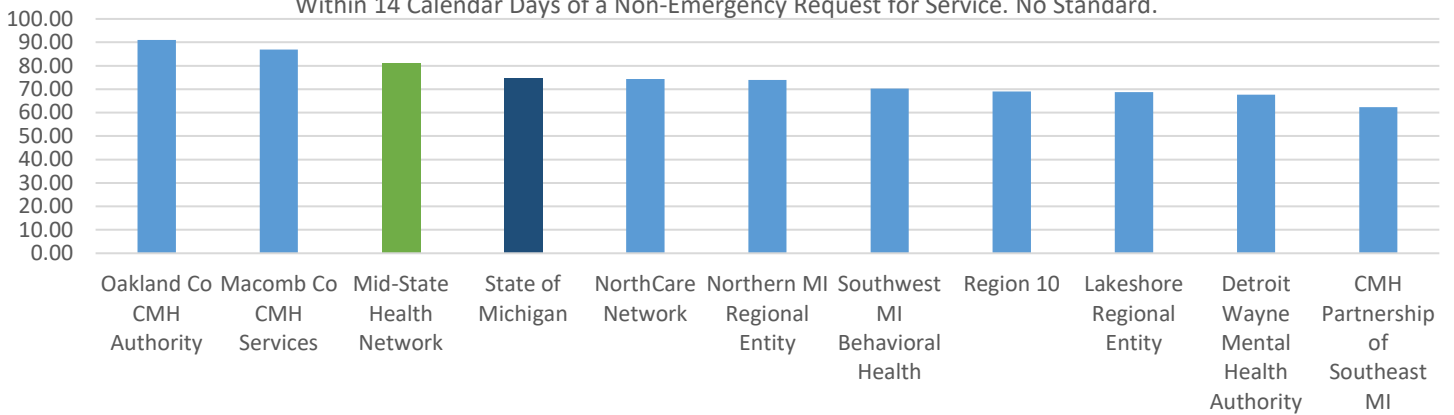 Within 14 Calendar Days of a Non-Emergency Request for Service. No Standard.
100.00
90.00
80.00
70.00
60.00
50.00
40.00
30.00
20.00
10.00
0.00
Oakland Co
CMH
Authority
Macomb Co
CMH
Services
Mid-State
Health
Network
State of
Michigan
NorthCare
Network
Northern MI
Regional
Entity
Southwest
MI
Behavioral
Health
Region 10
Lakeshore
Regional
Entity
Detroit
Wayne
Mental
Health
Authority
CMH
Partnership
of
Southeast
MI